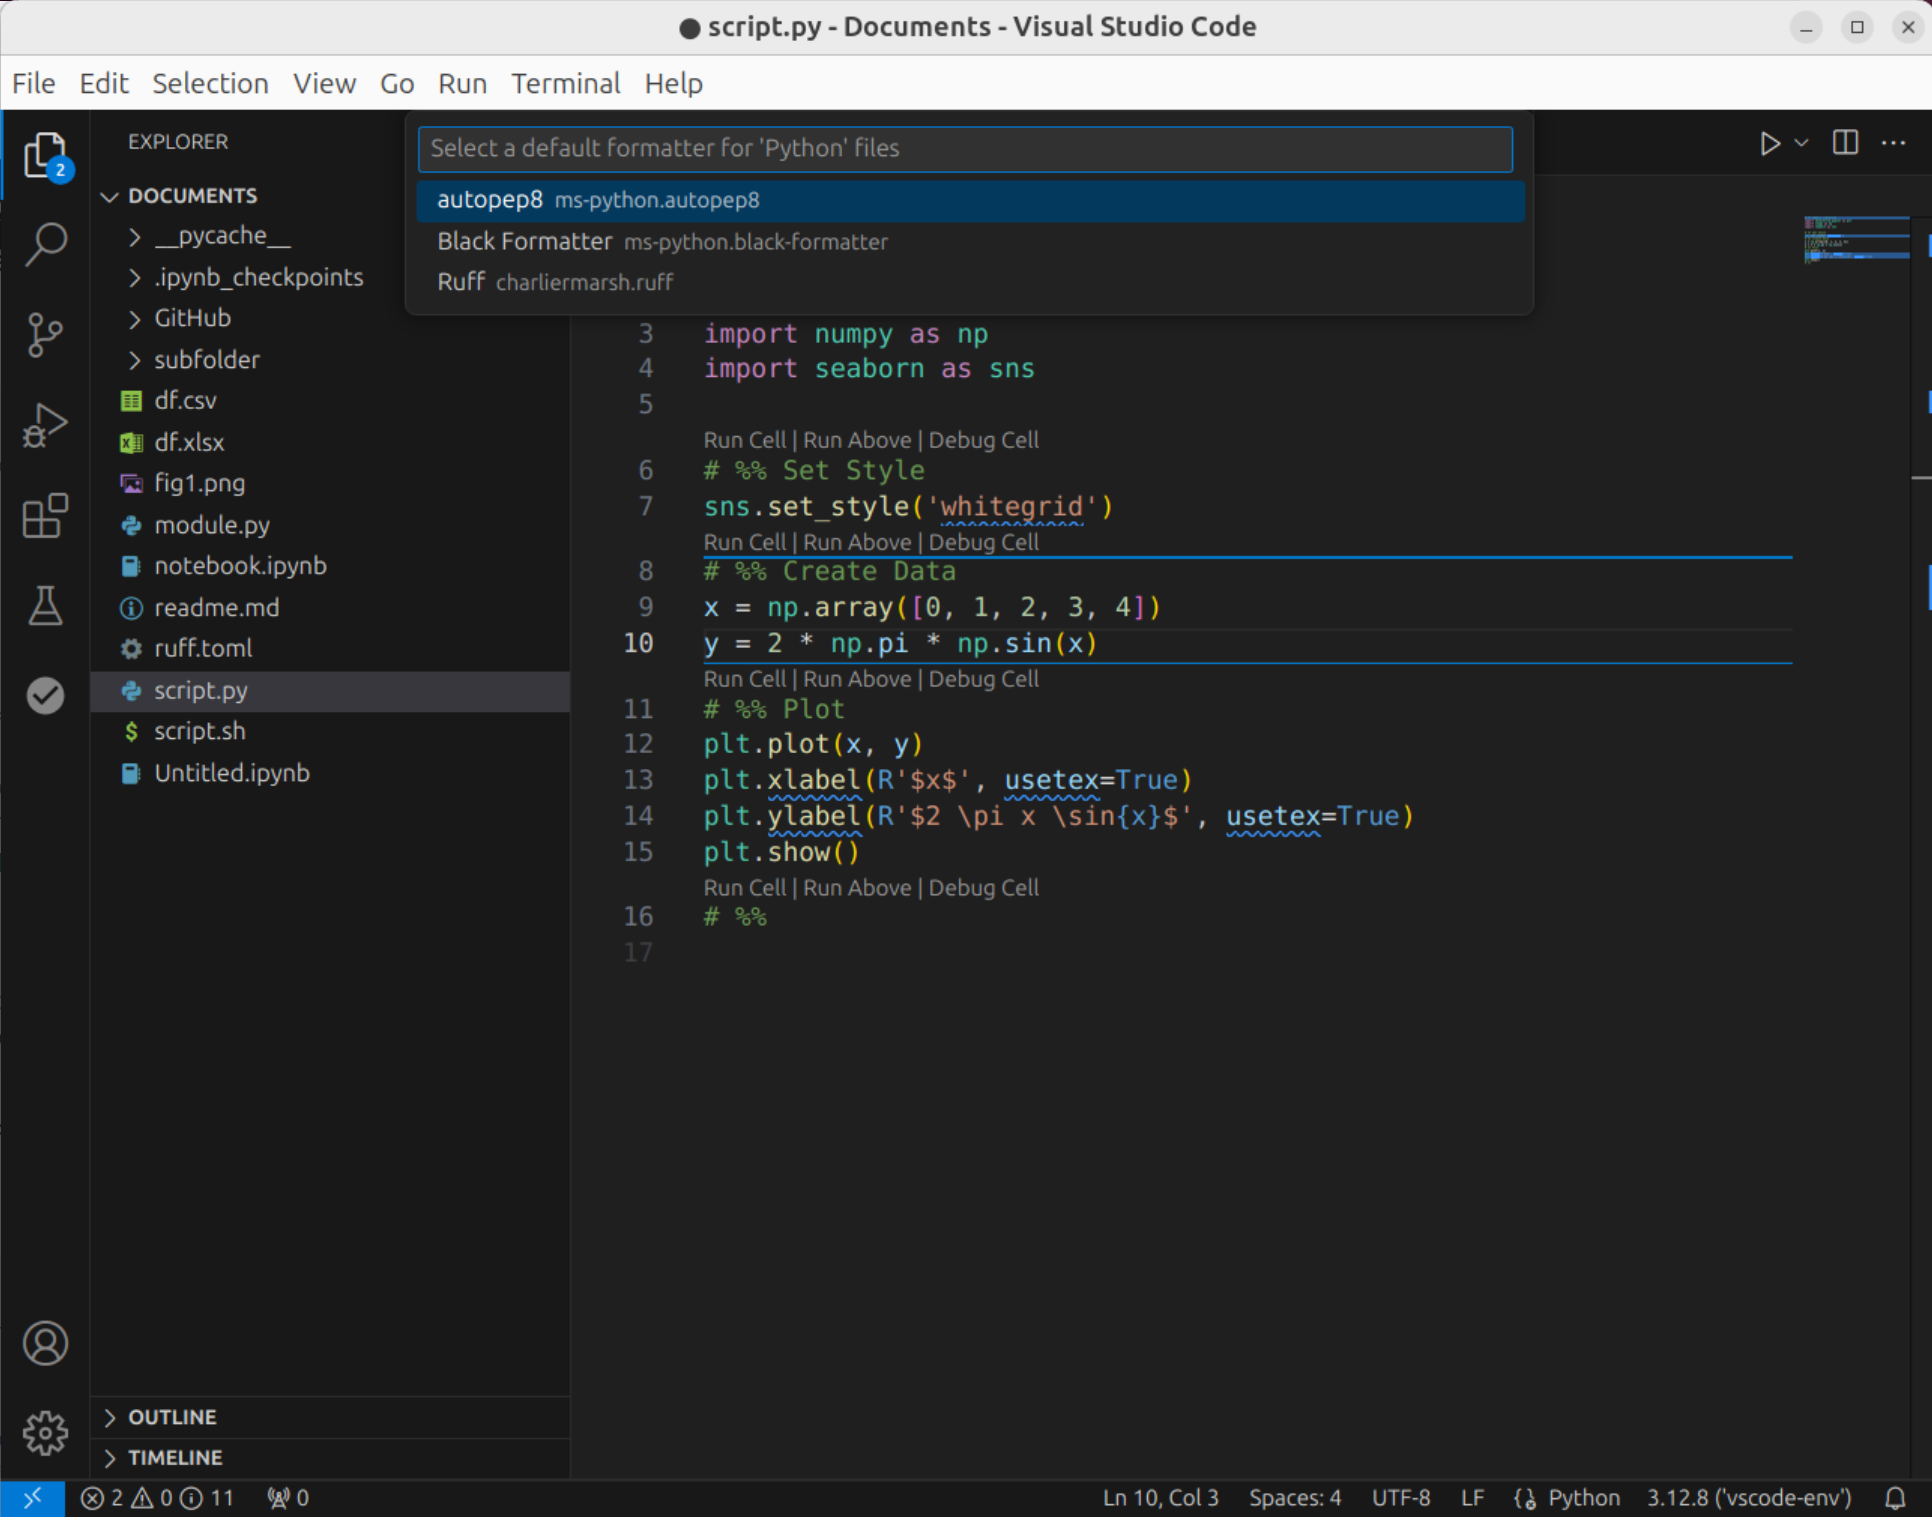 ● script.py - Documents - Visual Studio Code
File Edit Selection View Go Run Terminal Help
2
EXPLORER
DOCUMENTS
__pycache__
.ipynb_checkpoints
GitHub
subfolder
df.csv
df.xlsx
fig1.png
module.py
notebook.ipynb
readme.md
ruff.toml
script.py
script.sh
Untitled.ipynb
OUTLINE
TIMELINE
Select a default formatter for 'Python' files
autopep8 ms-python.autopep8
Black Formatter ms-python.black-formatter
Ruff charliermarsh.ruff
3 import numpy as np
4 import seaborn as sns
5
Run Cell | Run Above | Debug Cell
6 # %% Set Style
7 sns.set_style('whitegrid')
Run Cell | Run Above | Debug Cell
8 # %% Create Data
9 x = np.array([0, 1, 2, 3, 4])
10 y = 2 * np.pi * np.sin(x)
Run Cell | Run Above | Debug Cell
11 # %% Plot
12 plt.plot(x, y)
13 plt.xlabel(R'$x$', usetex=True)
14 plt.ylabel(R'$2 \pi x \sin{x}$', usetex=True)
15 plt.show()
Run Cell | Run Above | Debug Cell
16 # %%
17
2 0 11 0 Ln 10, Col 3 Spaces: 4 UTF-8 LF Python 3.12.8 ('vscode-env')